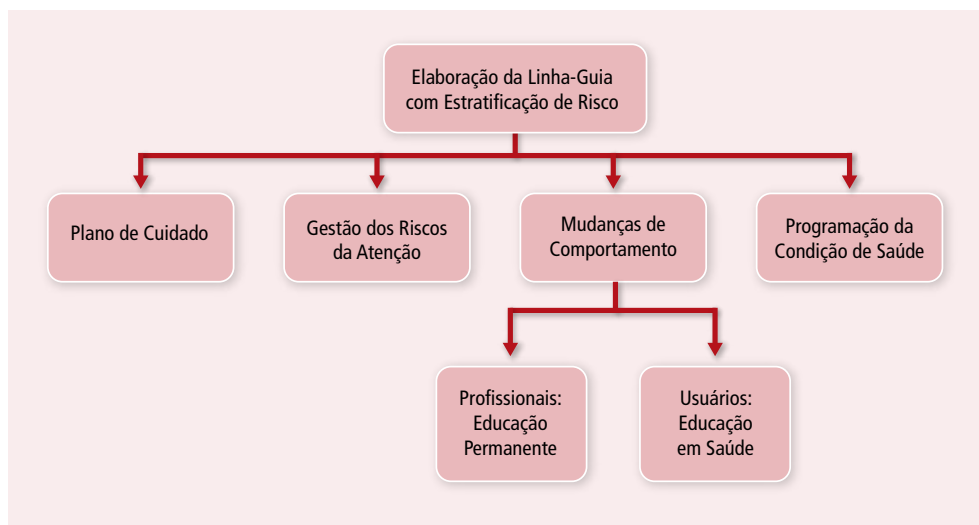 Elaboração da Linha-Guia
com Estratificação de Risco
Plano de Cuidado
Gestão dos Riscos
da Atenção
Mudanças de
Comportamento
Programação da
Condição de Saúde
Profissionais:
Educação
Permanente
Usuários:
Educação
em Saúde